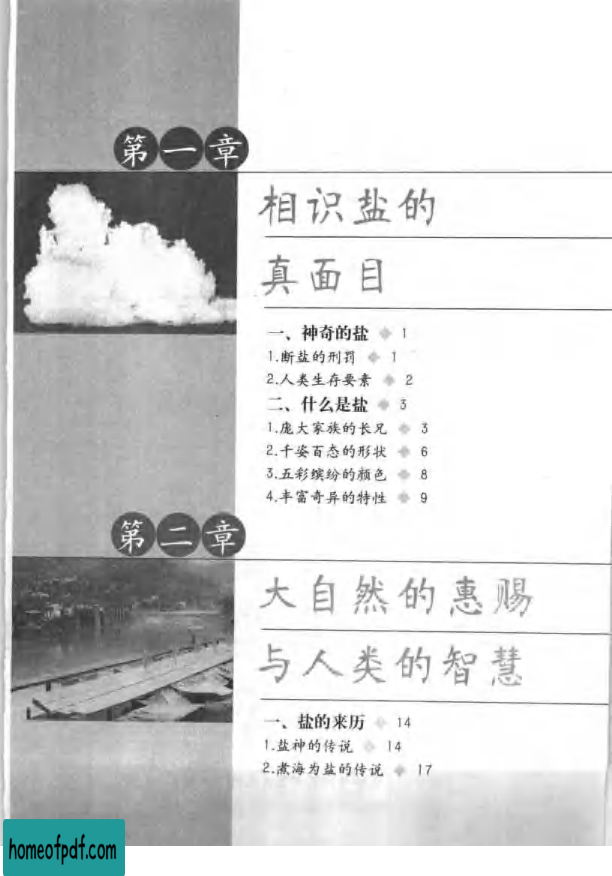 第一章
相识盐的
真面目
一、神奇的盐 ◆ 1
1.断盐的刑罚 ◆ 1
2.人类生存要素 ◆ 2
二、什么是盐 ◆ 3
1.庞大家族的长兄 ◆ 3
2.千姿百态的形状 ◆ 6
3.五彩缤纷的颜色 ◆ 8
4.丰富奇异的特性 ◆ 9
第二章
大自然的惠赐
与人类的智慧
一、盐的来历 ◆ 14
1.盐神的传说 ◆ 14
2.煮海为盐的传说 ◆ 17
homeofpdf.com